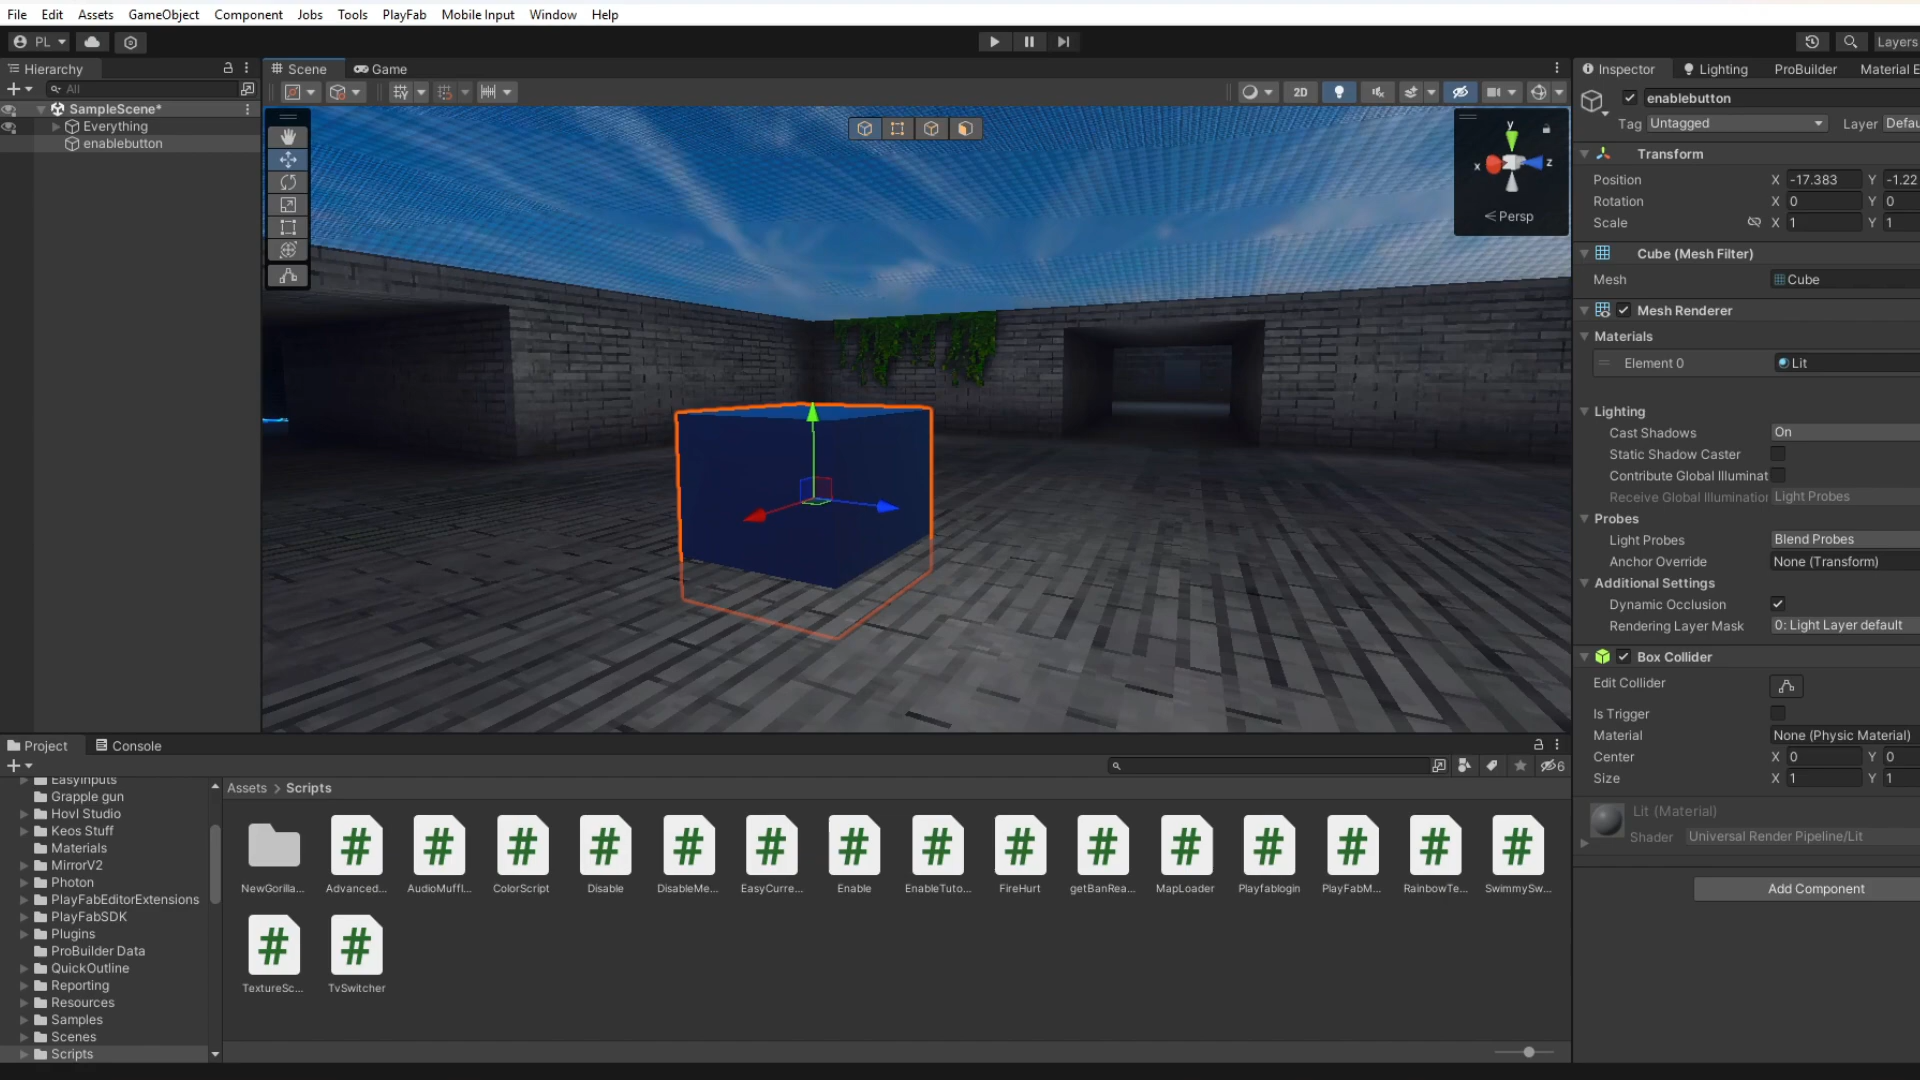 File Edit Assets GameObject Component Jobs Tools PlayFab Mobile Input Window Help
PL
Layers
Hierarchy
All
SampleScene*
Everything
enablebutton
Scene Game
2D
y
x
z
Persp
Inspector Lighting ProBuilder Material E
enablebutton
Tag Untagged Layer Defau
Transform
Position X -17.383 Y -1.22
Rotation X 0 Y 0
Scale X 1 Y 1
Cube (Mesh Filter)
Mesh Cube
Mesh Renderer
Materials
Element 0 Lit
Lighting
Cast Shadows On
Static Shadow Caster
Contribute Global Illuminat
Receive Global Illumination Light Probes
Probes
Light Probes Blend Probes
Anchor Override None (Transform)
Additional Settings
Dynamic Occlusion
Rendering Layer Mask 0: Light Layer default
Box Collider
Edit Collider
Is Trigger
Material None (Physic Material)
Center X 0 Y 0
Size X 1 Y 1
Lit (Material)
Shader Universal Render Pipeline/Lit
Add Component
Project Console
6
EasyInputs
Grapple gun
Hovl Studio
Keos Stuff
Materials
MirrorV2
Photon
PlayFabEditorExtensions
PlayFabSDK
Plugins
ProBuilder Data
QuickOutline
Reporting
Resources
Samples
Scenes
Scripts
Assets > Scripts
NewGorilla... Advanced... AudioMuffl... ColorScript Disable DisableMe... EasyCurre... Enable EnableTuto... FireHurt getBanRea... MapLoader Playfablogin PlayFabM... RainbowTe... SwimmySw...
TextureSc... TvSwitcher